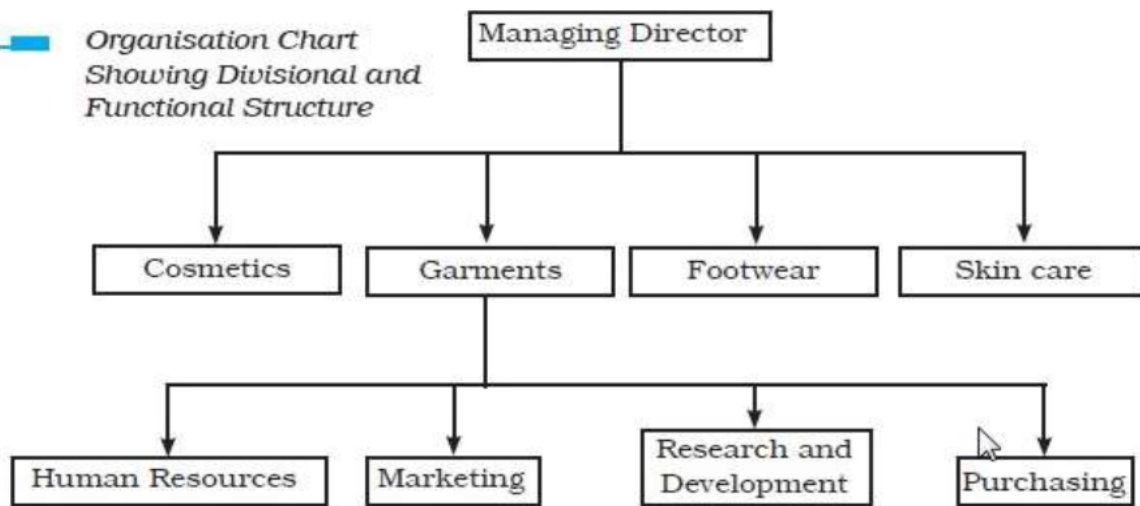 Organisation Chart
Showing Divisional and
Functional Structure
Managing Director
Cosmetics
Garments
Footwear
Skin care
Human Resources
Marketing
Research and
Development
Purchasing